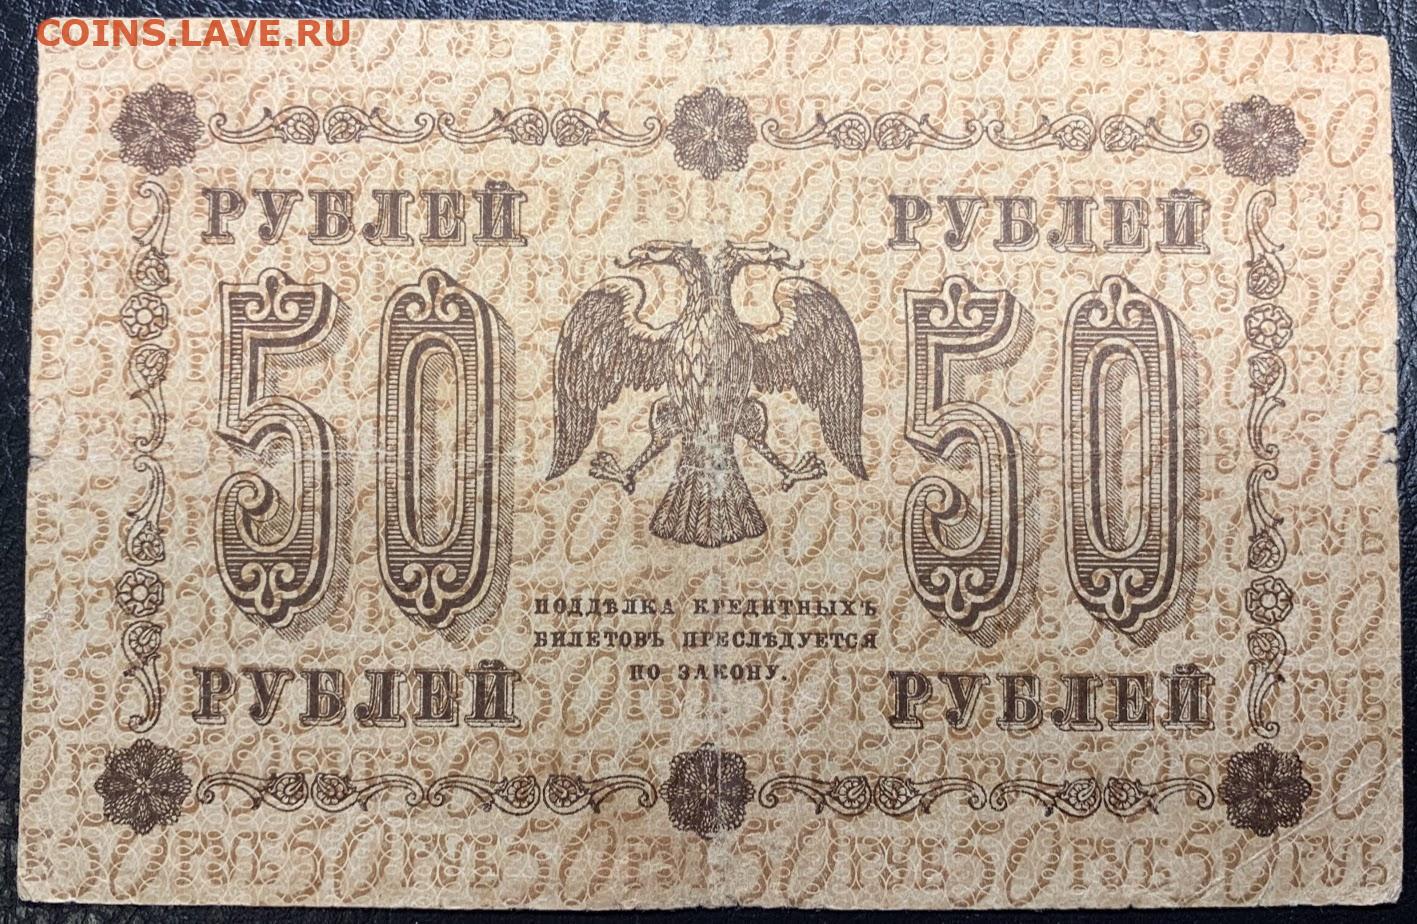 COINS.LAVE.RU
РУБЛЕЙ РУБЛЕЙ
50 50
ПОДДѢЛКА КРЕДИТНЫХЪ
БИЛЕТОВЪ ПРЕСЛѢДУЕТСЯ
ПО ЗАКОНУ.
РУБЛЕЙ РУБЛЕЙ